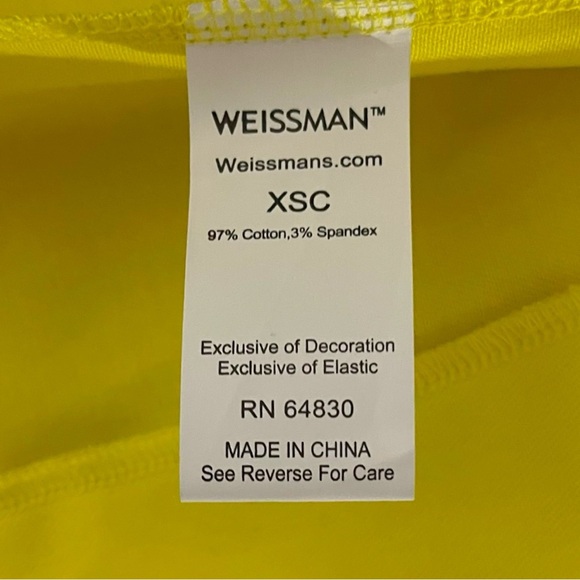 WEISSMAN™
Weissmans.com
XSC
97% Cotton,3% Spandex
Exclusive of Decoration
Exclusive of Elastic
RN 64830
MADE IN CHINA
See Reverse For Care